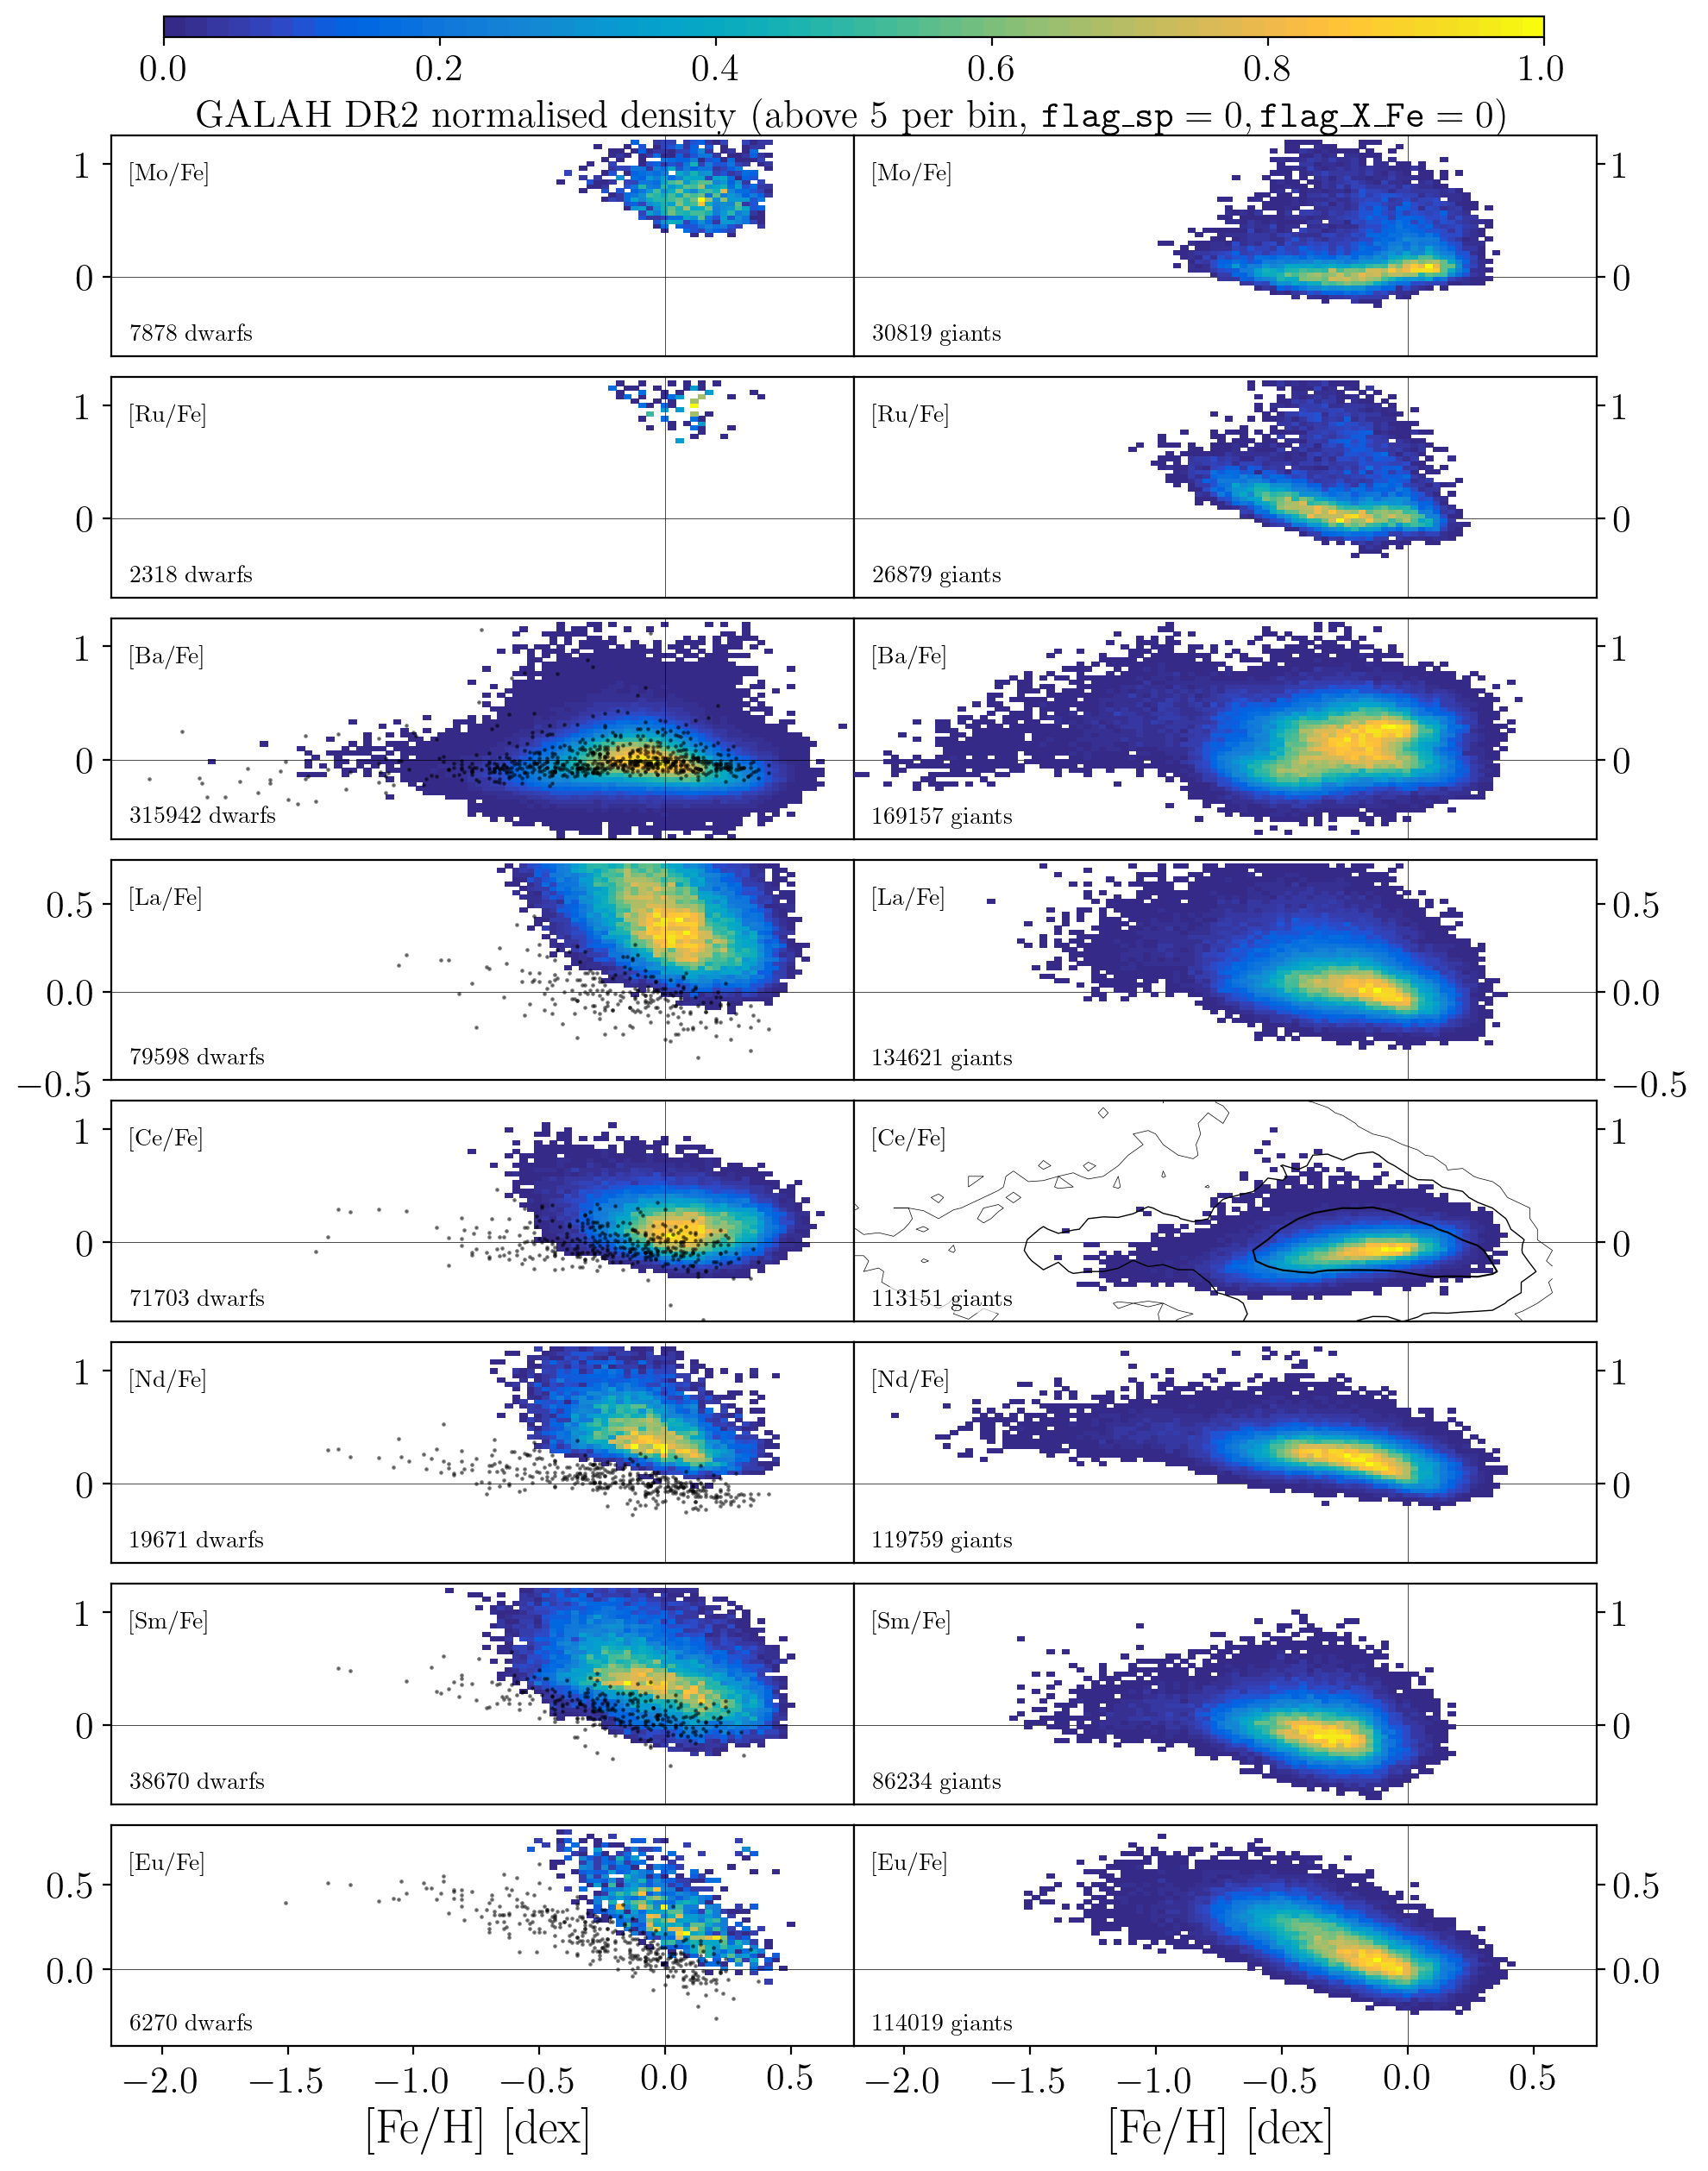 0.0 0.2 0.4 0.6 0.8 1.0
GALAH DR2 normalised density (above 5 per bin, flag_sp = 0, flag_X_Fe = 0)
1 [Mo/Fe] [Mo/Fe] 1
0 0
7878 dwarfs 30819 giants
1 [Ru/Fe] [Ru/Fe] 1
0 0
2318 dwarfs 26879 giants
1 [Ba/Fe] [Ba/Fe] 1
0 0
315942 dwarfs 169157 giants
0.5 [La/Fe] [La/Fe] 0.5
0.0 0.0
79598 dwarfs 134621 giants
−0.5 −0.5
1 [Ce/Fe] [Ce/Fe] 1
0 0
71703 dwarfs 113151 giants
1 [Nd/Fe] [Nd/Fe] 1
0 0
19671 dwarfs 119759 giants
1 [Sm/Fe] [Sm/Fe] 1
0 0
38670 dwarfs 86234 giants
[Eu/Fe] [Eu/Fe]
0.5 0.5
0.0 0.0
6270 dwarfs 114019 giants
−2.0 −1.5 −1.0 −0.5 0.0 0.5 −2.0 −1.5 −1.0 −0.5 0.0 0.5
[Fe/H] [dex] [Fe/H] [dex]